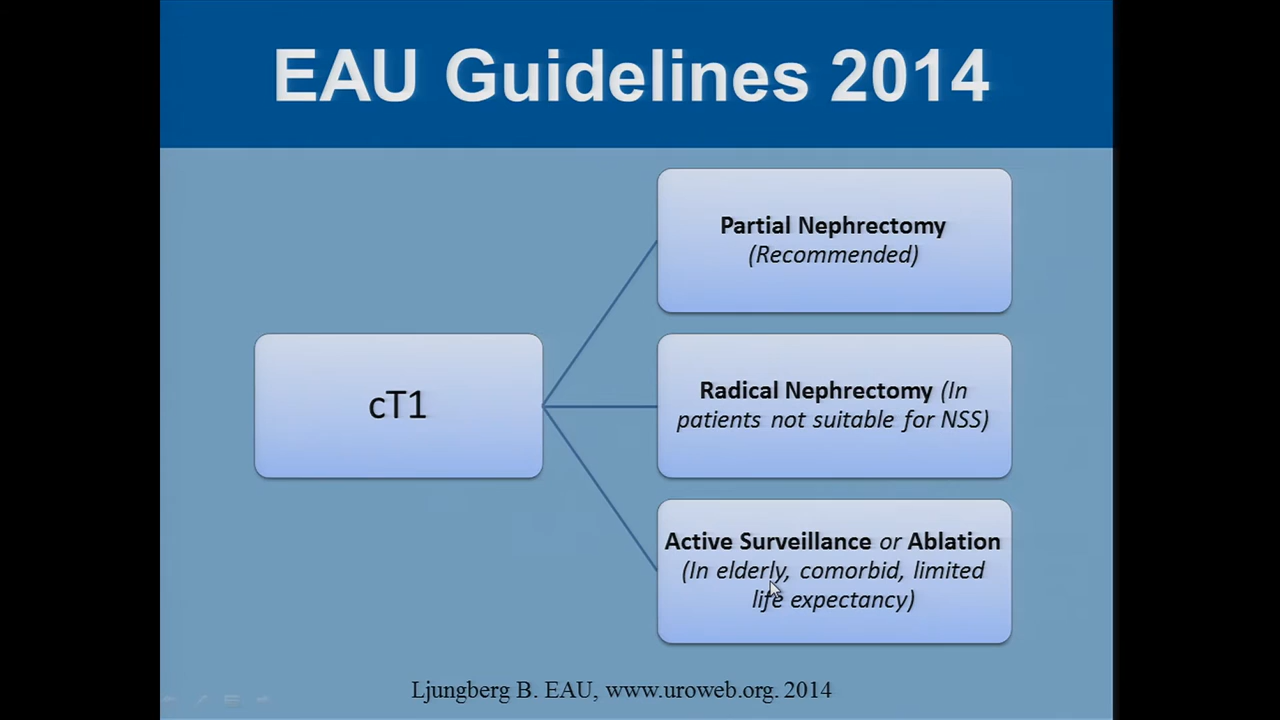 EAU Guidelines 2014
cT1
Partial Nephrectomy
(Recommended)
Radical Nephrectomy (In
patients not suitable for NSS)
Active Surveillance or Ablation
(In elderly, comorbid, limited
life expectancy)
Ljungberg B. EAU, www.uroweb.org. 2014